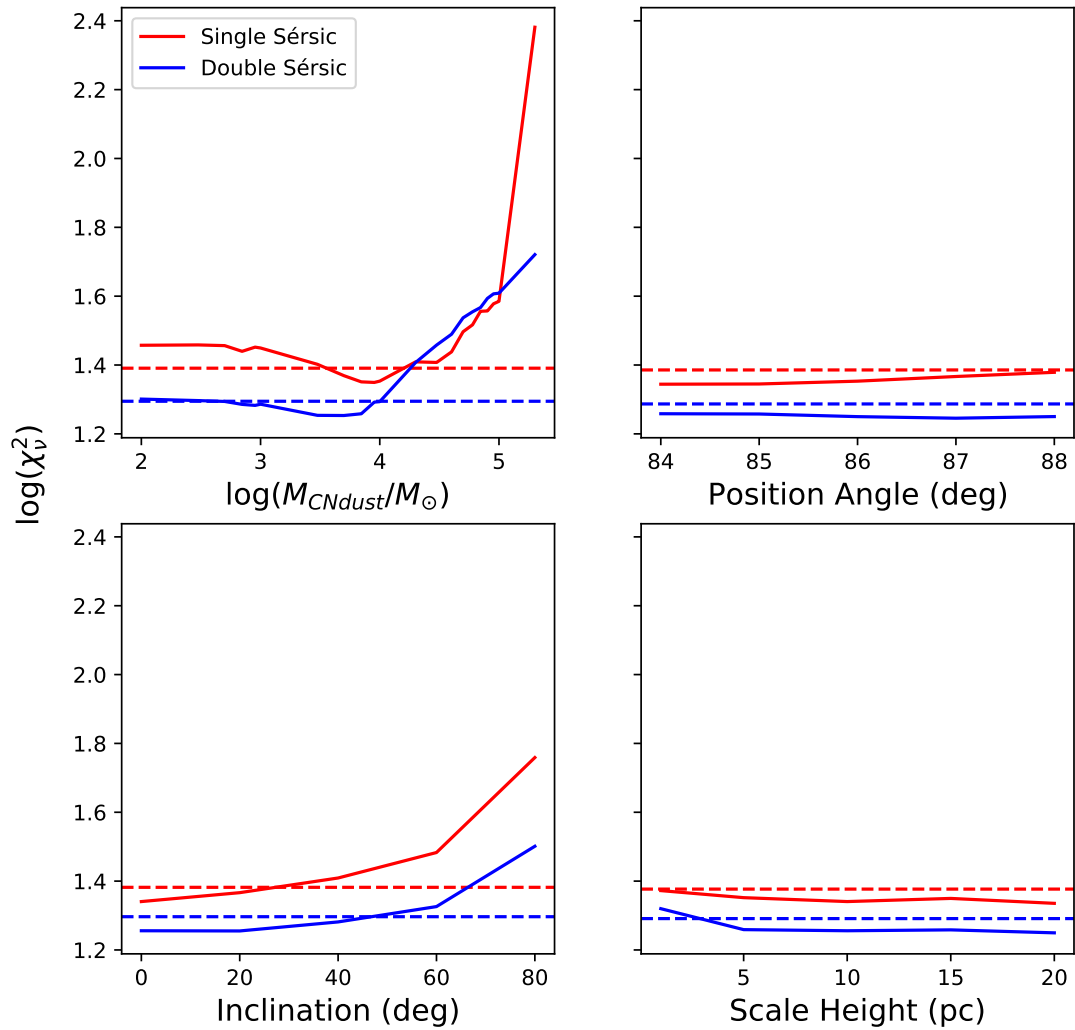 Single Sérsic
Double Sérsic
2.4
2.2
2.0
1.8
1.6
1.4
1.2
2 3 4 5
log(M_{CNdust}/M_⊙)
84 85 86 87 88
Position Angle (deg)
log(χ²_ν)
2.4
2.2
2.0
1.8
1.6
1.4
1.2
0 20 40 60 80
Inclination (deg)
5 10 15 20
Scale Height (pc)